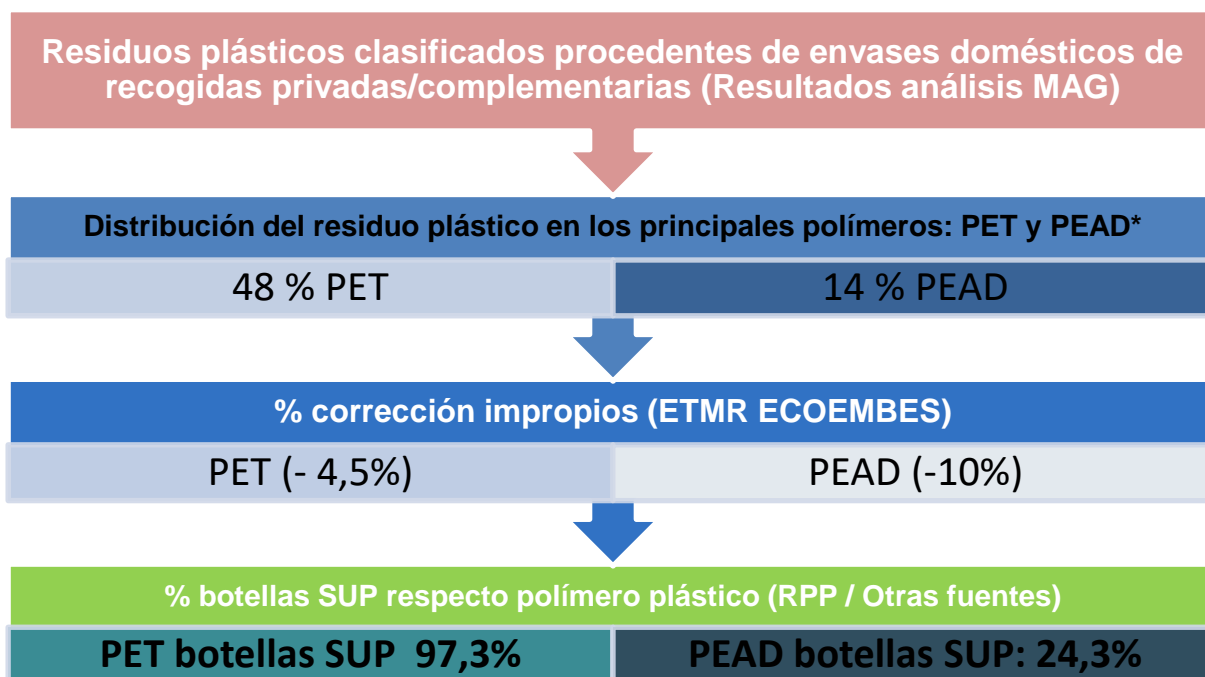 Residuos plásticos clasificados procedentes de envases domésticos de
recogidas privadas/complementarias (Resultados análisis MAG)
Distribución del residuo plástico en los principales polímeros: PET y PEAD*
48 % PET
14 % PEAD
% corrección impropios (ETMR ECOEMBES)
PET (- 4,5%)
PEAD (-10%)
% botellas SUP respecto polímero plástico (RPP / Otras fuentes)
PET botellas SUP 97,3%
PEAD botellas SUP: 24,3%